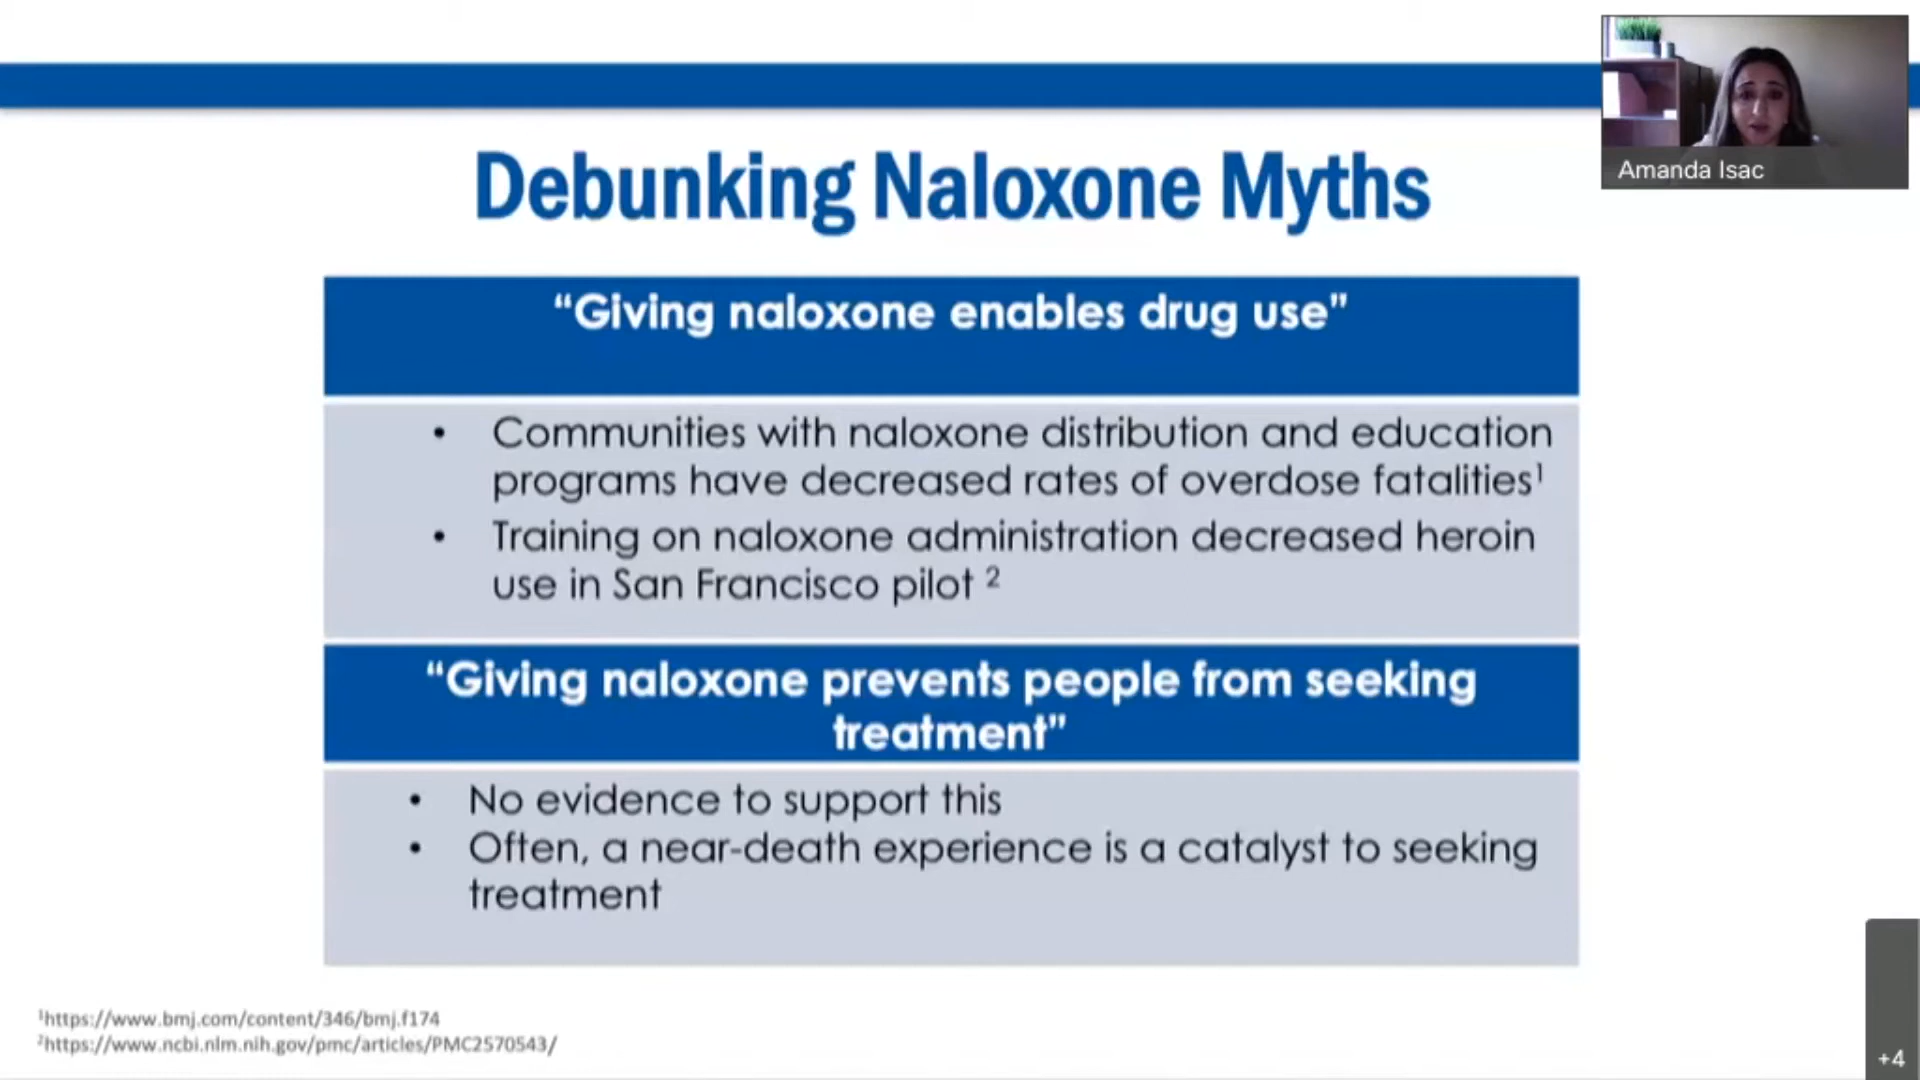 Amanda Isac
Debunking Naloxone Myths
“Giving naloxone enables drug use”
• Communities with naloxone distribution and education
programs have decreased rates of overdose fatalities¹
• Training on naloxone administration decreased heroin
use in San Francisco pilot ²
“Giving naloxone prevents people from seeking
treatment”
• No evidence to support this
• Often, a near-death experience is a catalyst to seeking
treatment
¹https://www.bmj.com/content/346/bmj.f174
²https://www.ncbi.nlm.nih.gov/pmc/articles/PMC2570543/
+4